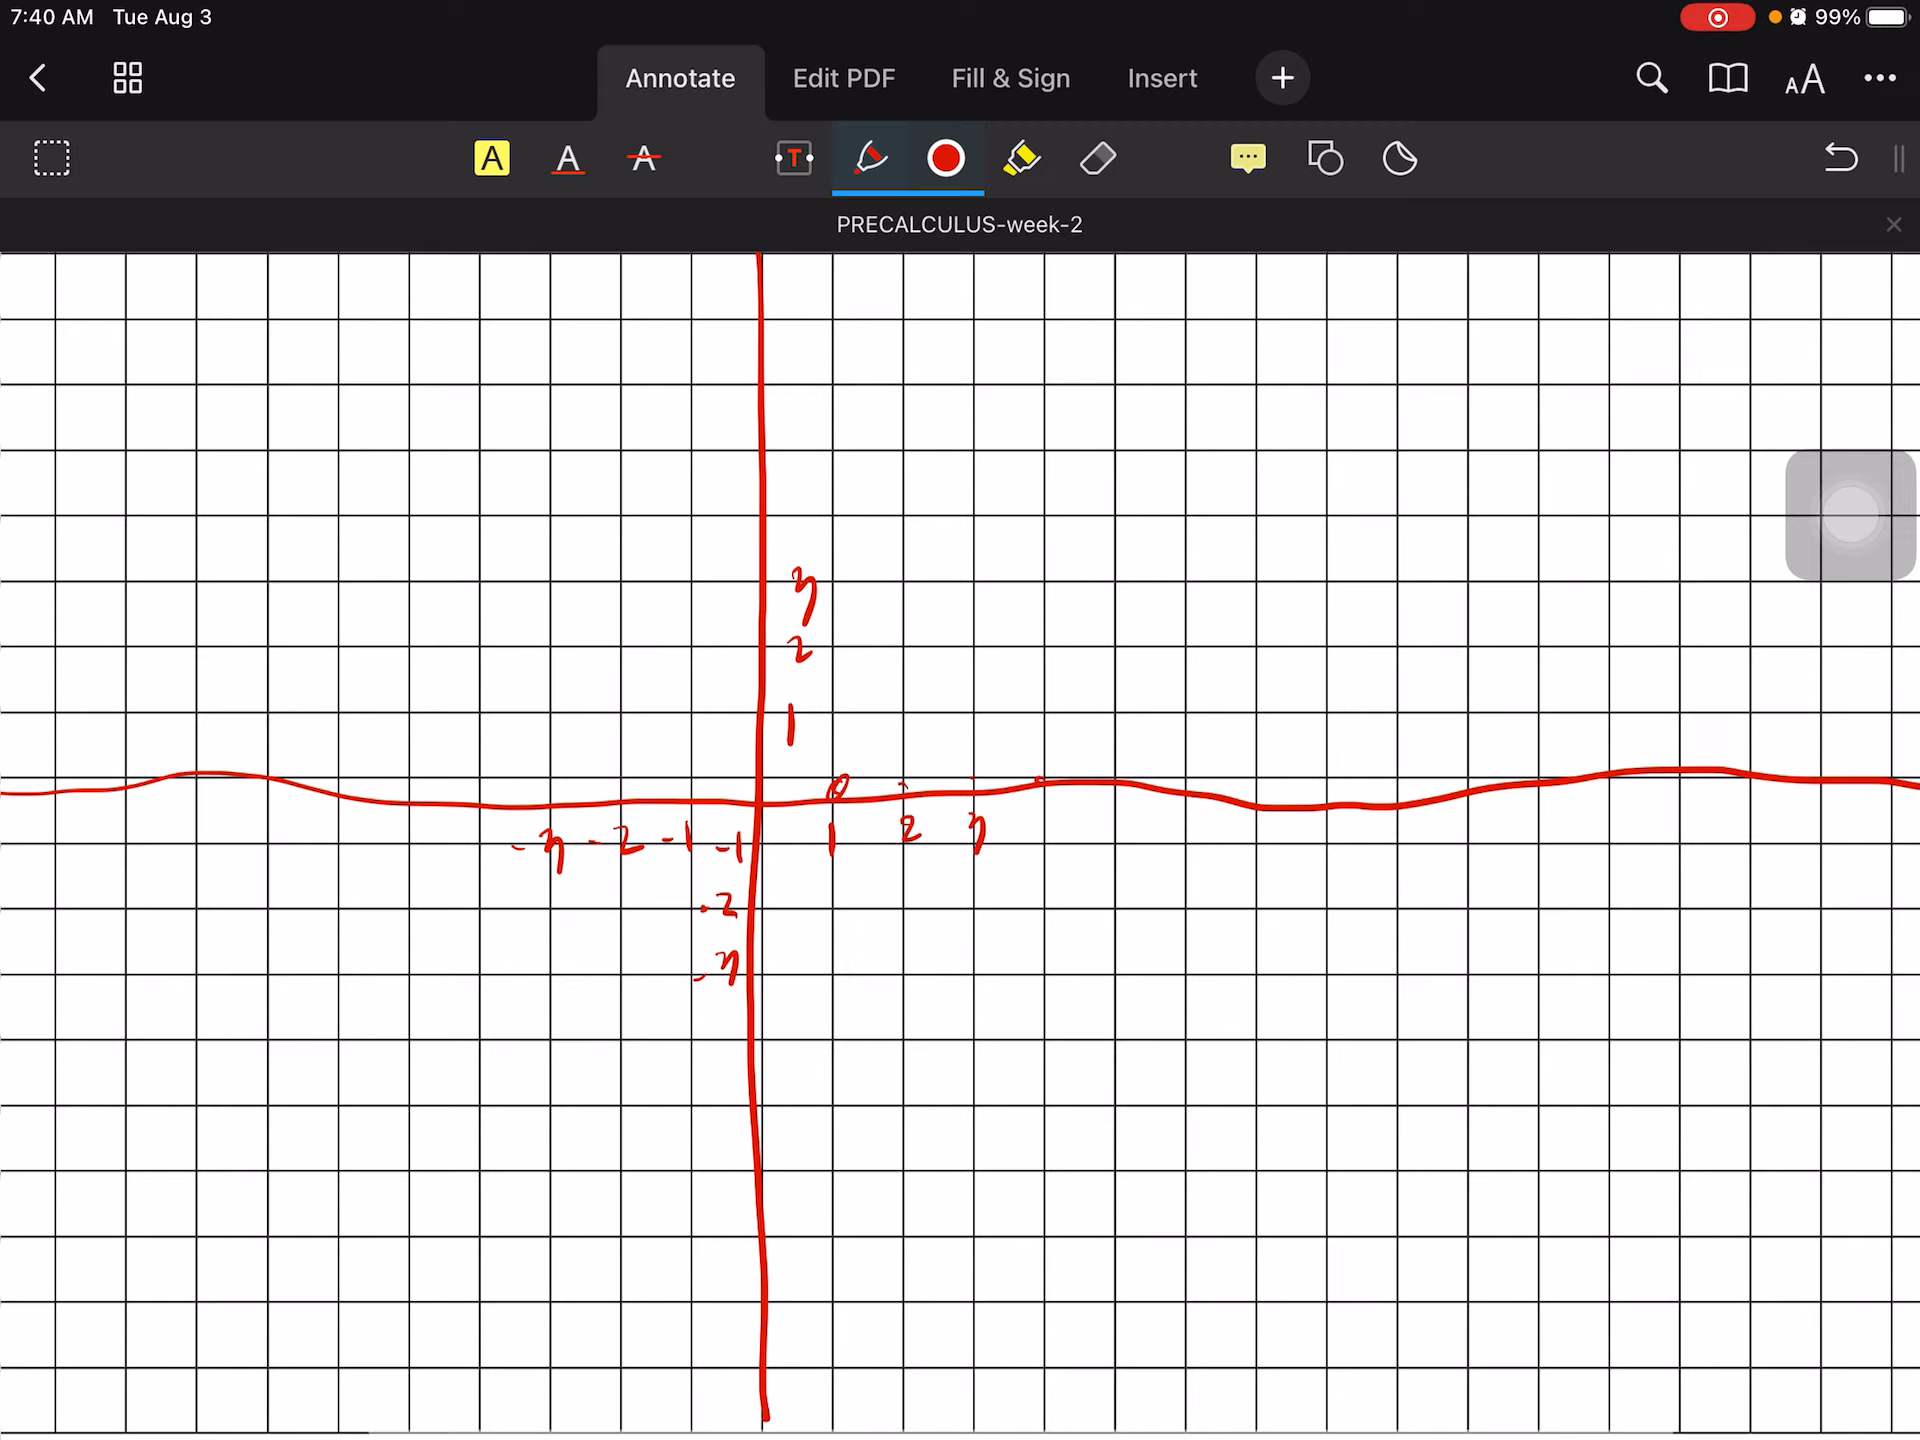 7:40 AM Tue Aug 3 99%
Annotate Edit PDF Fill & Sign Insert
A A A T AA
PRECALCULUS-week-2
3
2
1
-3 -2 -1 -1 1 2 3
-2
-3